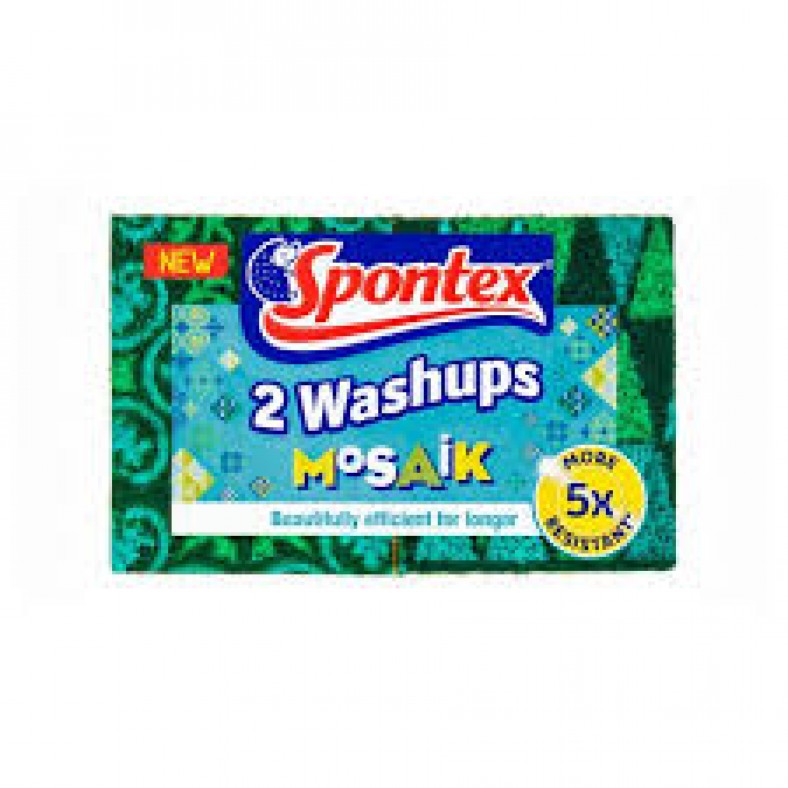 NEW
Spontex
2 Washups
MOSAiK
Beautifully efficient for longer
MORE
5x
RESISTANT*